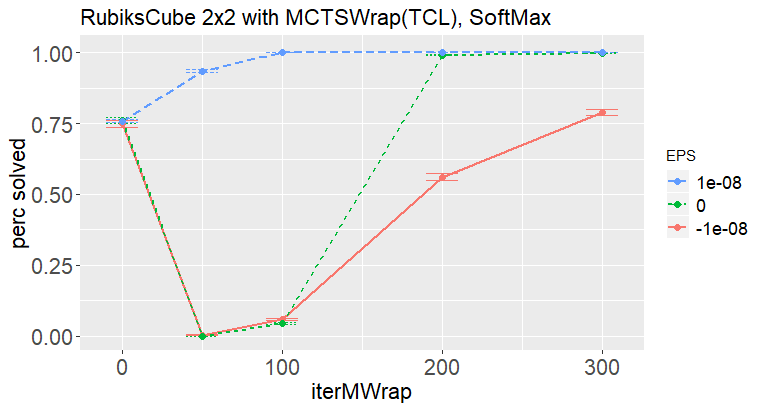 RubiksCube 2x2 with MCTSWrap(TCL), SoftMax
perc solved
1.00
0.75
0.50
0.25
0.00
0
100
200
300
iterMWrap
EPS
1e-08
0
-1e-08